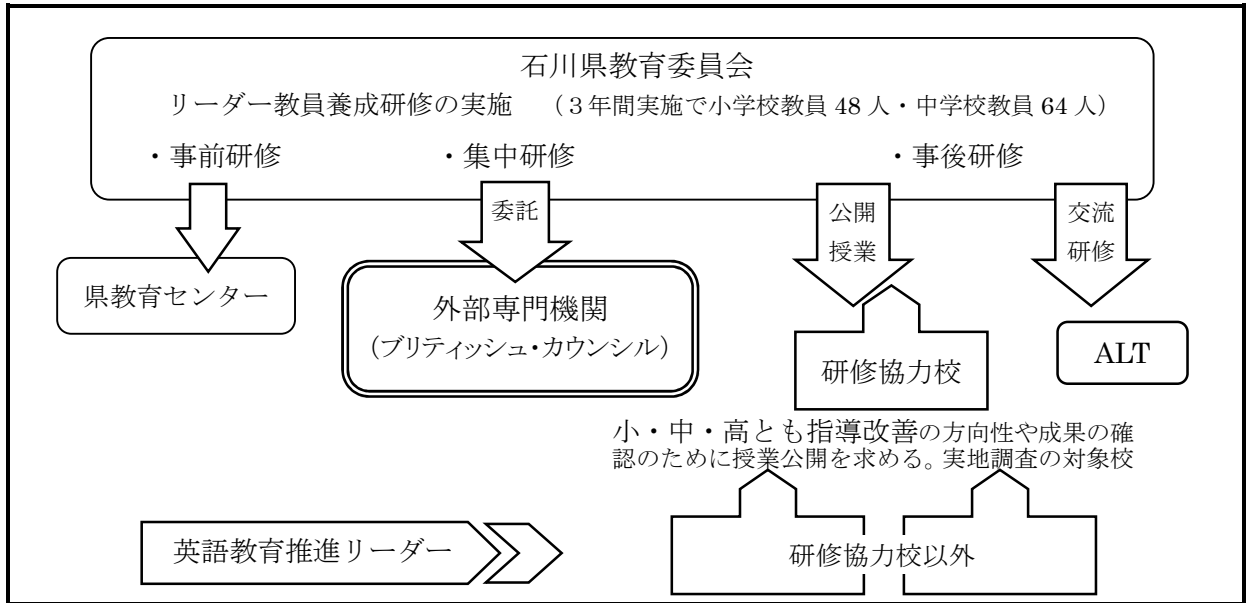 石川県教育委員会
リーダー教員養成研修の実施 （３年間実施で小学校教員 48 人・中学校教員 64 人）
・事前研修 ・集中研修 ・事後研修
委託
公開
授業
交流
研修
県教育センター
外部専門機関
（ブリティッシュ・カウンシル）
研修協力校
ALT
小・中・高とも指導改善の方向性や成果の確
認のために授業公開を求める。実地調査の対象校
英語教育推進リーダー
研修協力校以外